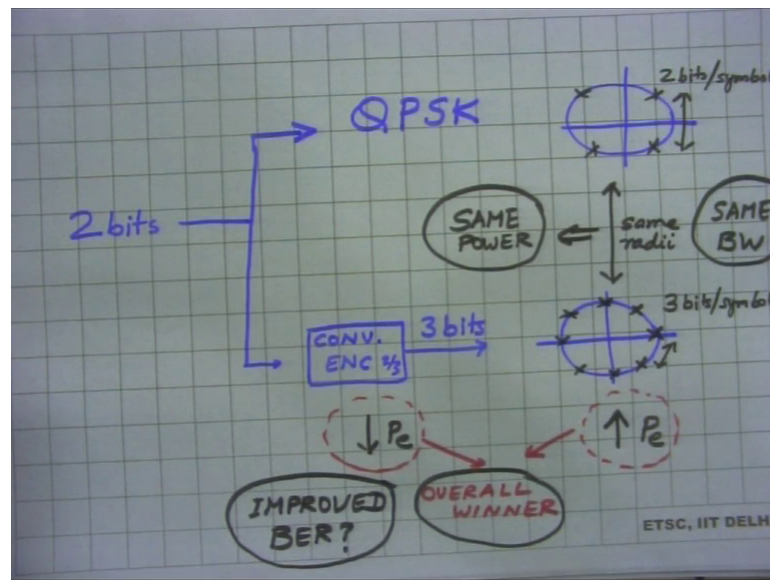 QPSK
2 bits/symbol
2 bits
SAME
POWER
same
radii
SAME
BW
CONV.
ENC 2/3
3 bits
3 bits/symbol
↓ Pe
↑ Pe
IMPROVED
BER?
OVERALL
WINNER
ETSC, IIT DELH